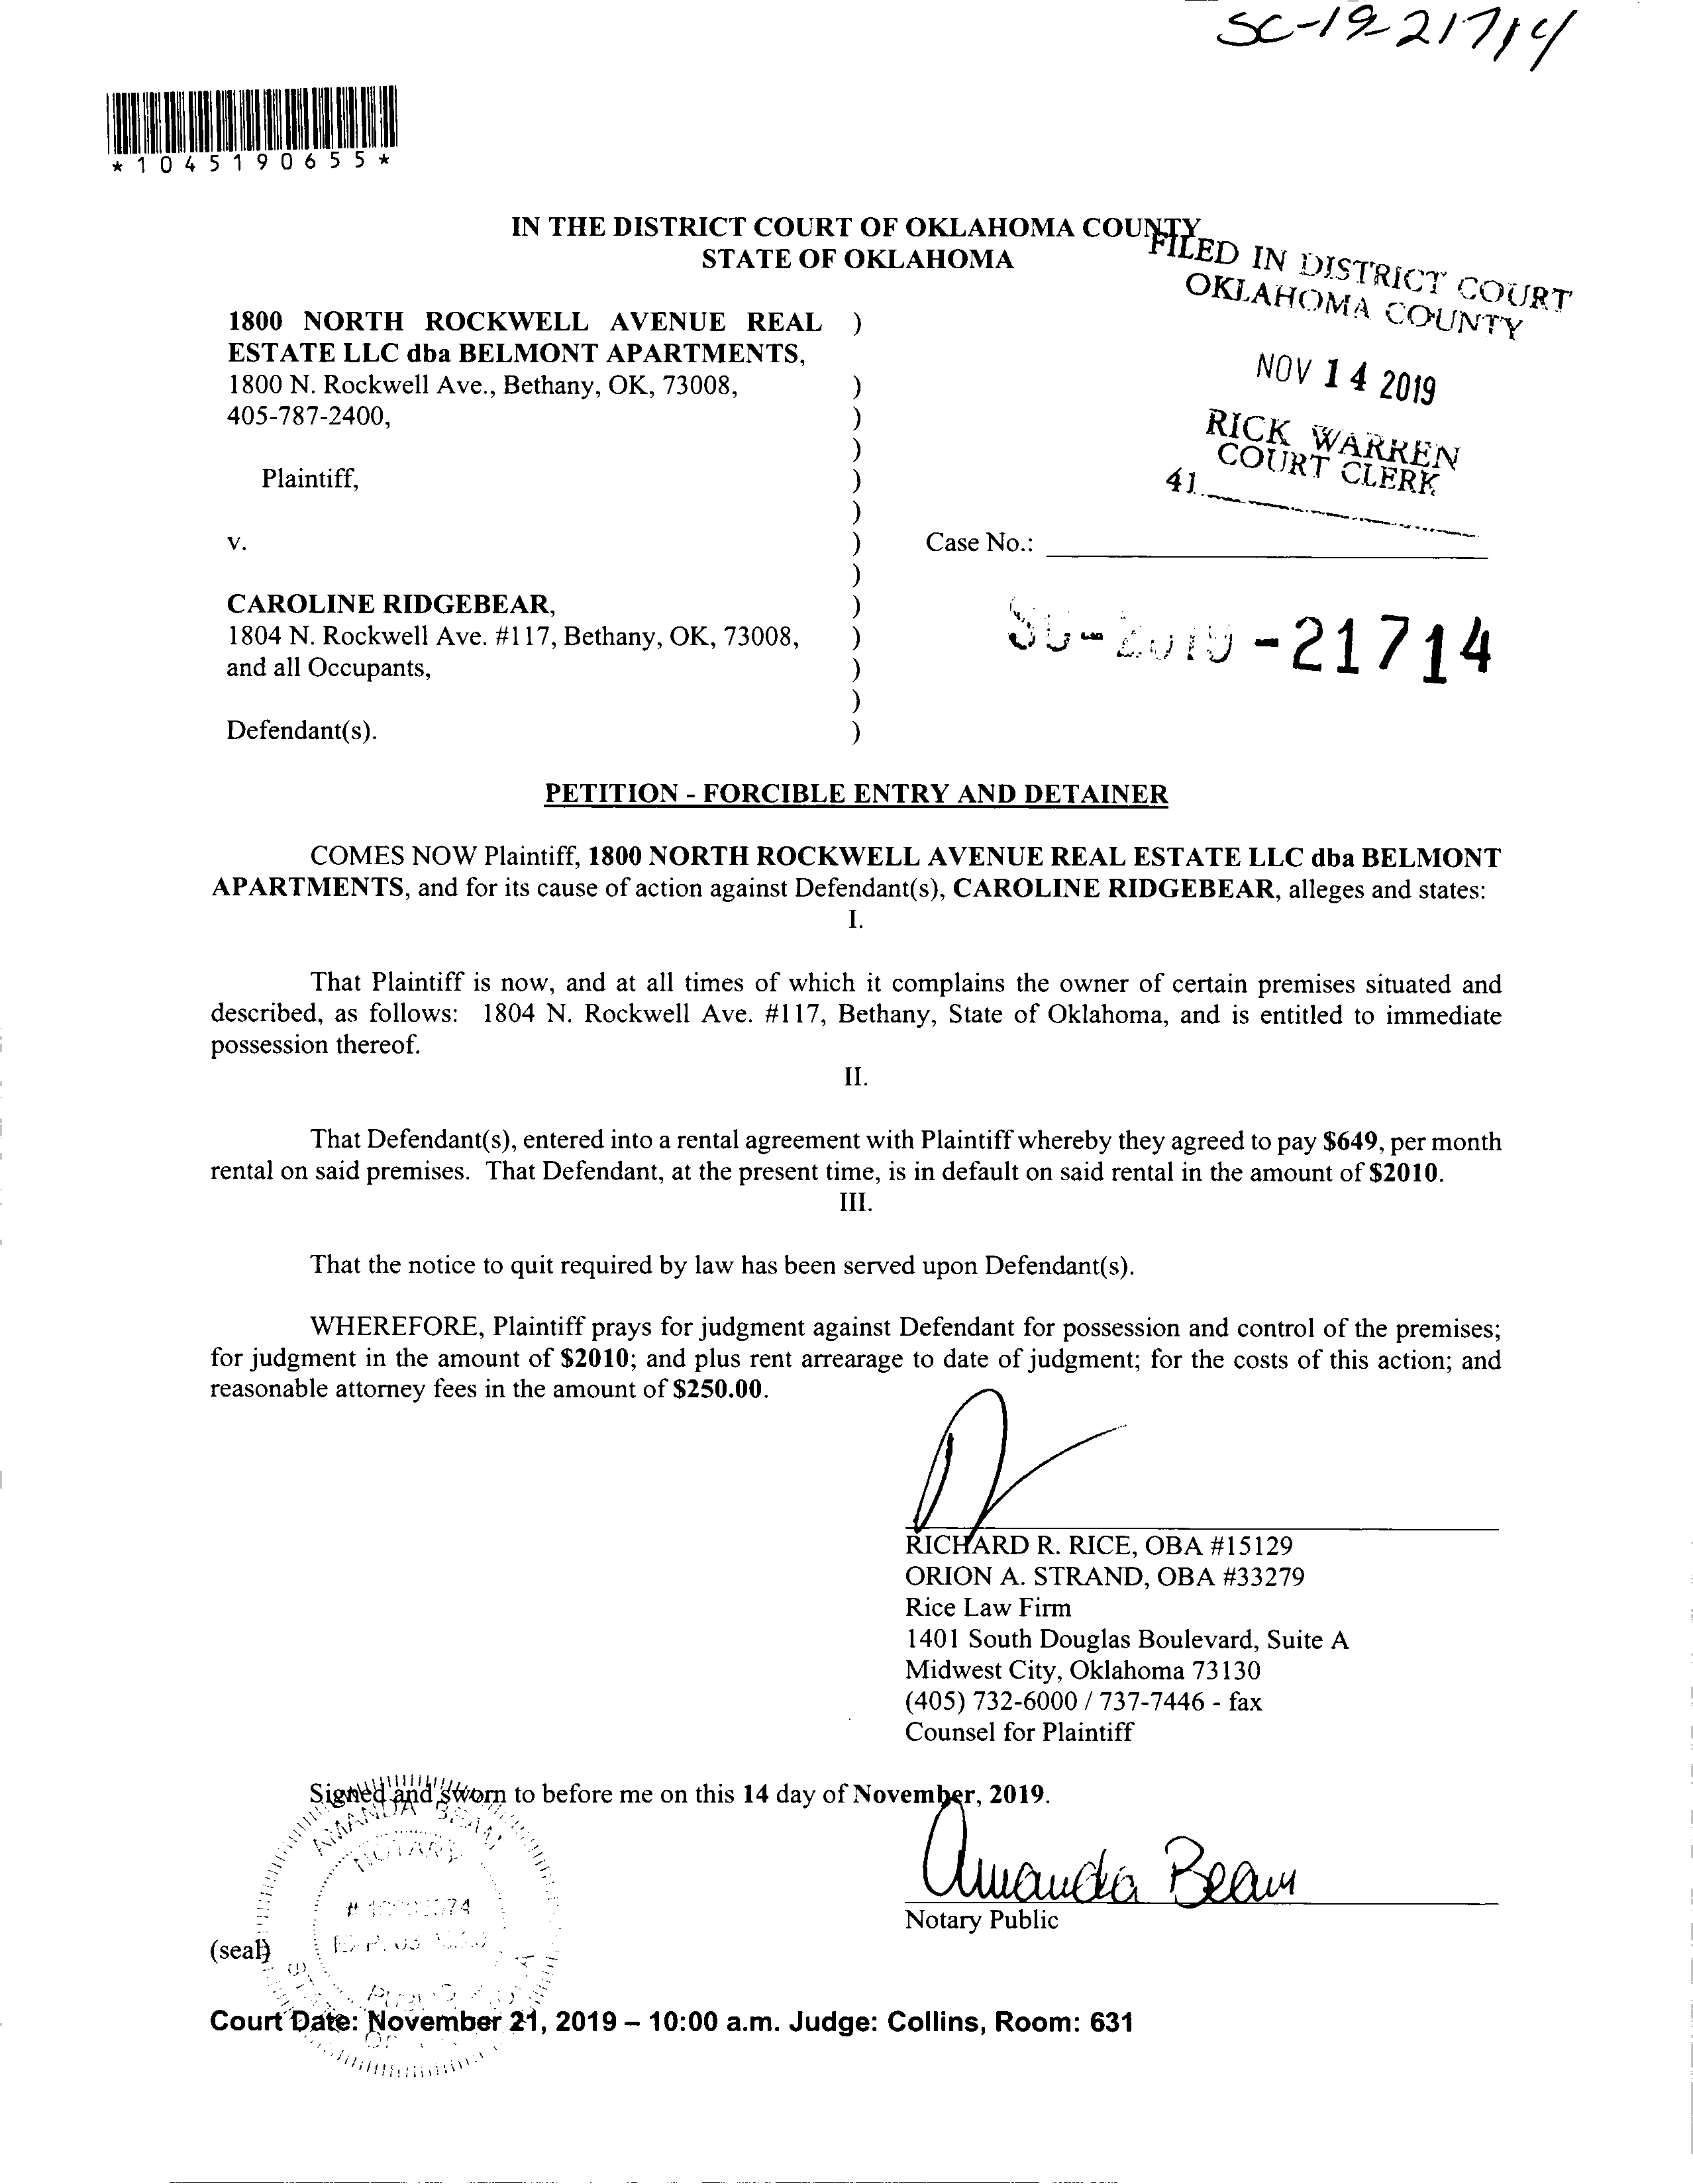 SC-19-21714
*1045190655*
IN THE DISTRICT COURT OF OKLAHOMA COUNTY
STATE OF OKLAHOMA
FILED IN DISTRICT COURT
OKLAHOMA COUNTY
NOV 14 2019
RICK WARREN
COURT CLERK
41
1800 NORTH ROCKWELL AVENUE REAL )
ESTATE LLC dba BELMONT APARTMENTS,
1800 N. Rockwell Ave., Bethany, OK, 73008, )
405-787-2400, )
)
Plaintiff, )
)
v. ) Case No.:
)
CAROLINE RIDGEBEAR, )
1804 N. Rockwell Ave. #117, Bethany, OK, 73008, )
and all Occupants, )
)
Defendant(s). )
SC-2019-21714
PETITION - FORCIBLE ENTRY AND DETAINER
COMES NOW Plaintiff, 1800 NORTH ROCKWELL AVENUE REAL ESTATE LLC dba BELMONT
APARTMENTS, and for its cause of action against Defendant(s), CAROLINE RIDGEBEAR, alleges and states:
I.
That Plaintiff is now, and at all times of which it complains the owner of certain premises situated and
described, as follows: 1804 N. Rockwell Ave. #117, Bethany, State of Oklahoma, and is entitled to immediate
possession thereof.
II.
That Defendant(s), entered into a rental agreement with Plaintiff whereby they agreed to pay $649, per month
rental on said premises. That Defendant, at the present time, is in default on said rental in the amount of $2010.
III.
That the notice to quit required by law has been served upon Defendant(s).
WHEREFORE, Plaintiff prays for judgment against Defendant for possession and control of the premises;
for judgment in the amount of $2010; and plus rent arrearage to date of judgment; for the costs of this action; and
reasonable attorney fees in the amount of $250.00.
RICHARD R. RICE, OBA #15129
ORION A. STRAND, OBA #33279
Rice Law Firm
1401 South Douglas Boulevard, Suite A
Midwest City, Oklahoma 73130
(405) 732-6000 / 737-7446 - fax
Counsel for Plaintiff
Signed and sworn to before me on this 14 day of November, 2019.
AMANDA BEAM
NOTARY
Amanda Beam
Notary Public
(seal)
PUBLIC
Court Date: November 21, 2019 – 10:00 a.m. Judge: Collins, Room: 631